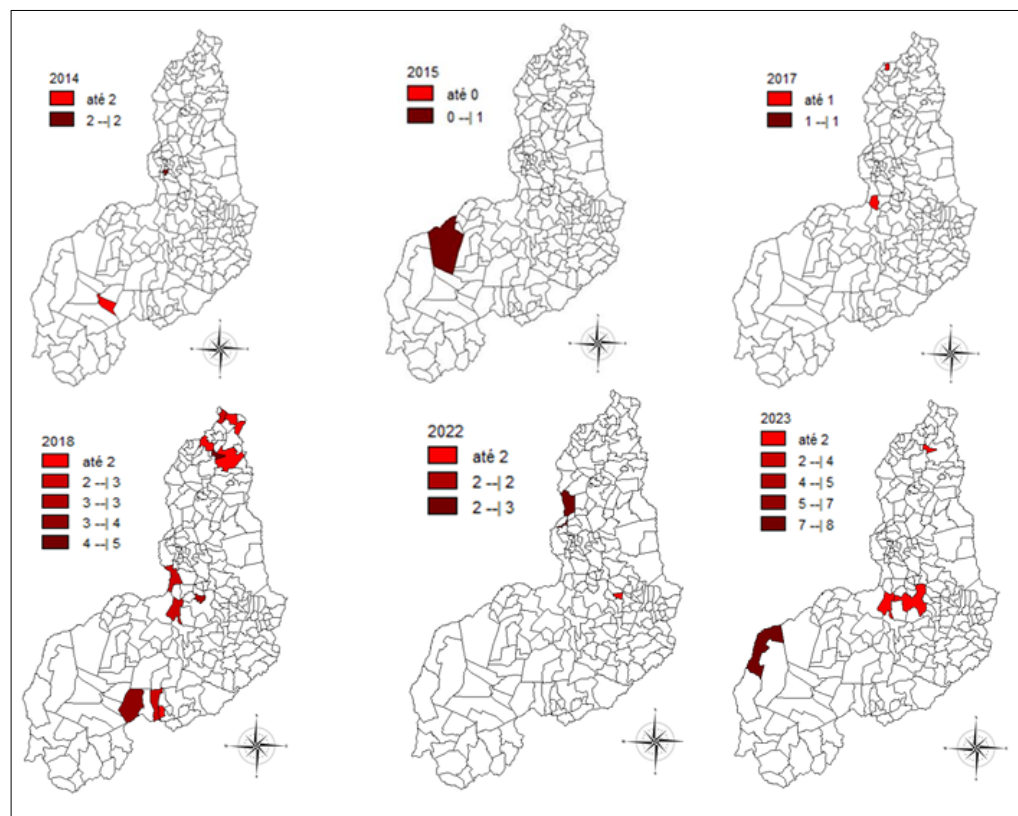 2014
até 2
2 --| 2
2015
até 0
0 --| 1
2017
até 1
1 --| 1
2018
até 2
2 --| 3
3 --| 3
3 --| 4
4 --| 5
2022
até 2
2 --| 2
2 --| 3
2023
até 2
2 --| 4
4 --| 5
5 --| 7
7 --| 8